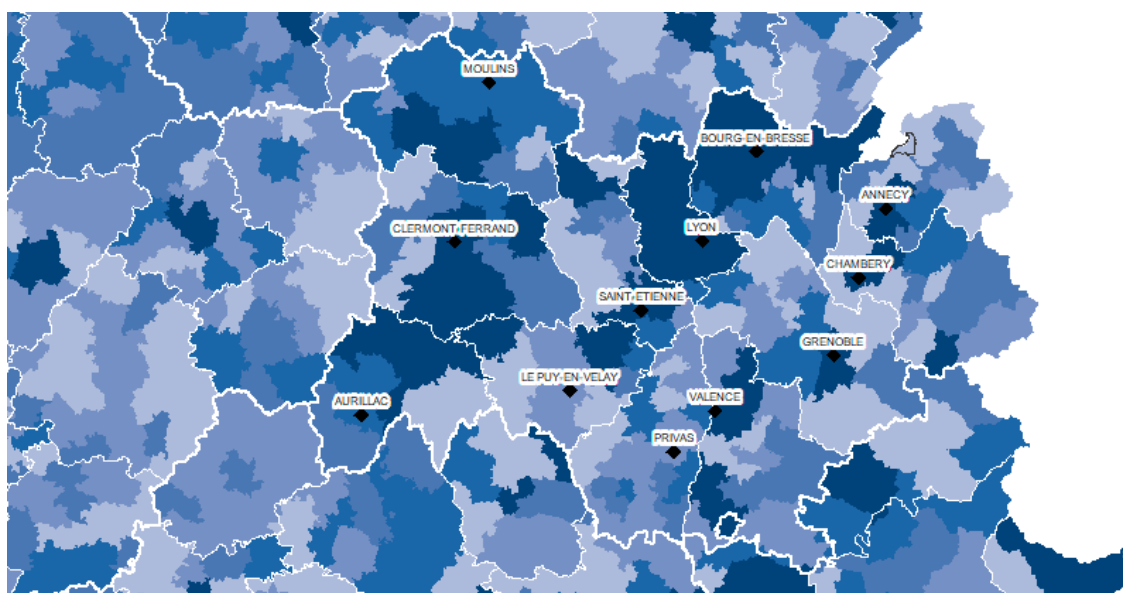 MOULINS
BOURG-EN-BRESSE
ANNECY
CLERMONT-FERRAND
LYON
CHAMBERY
SAINT-ETIENNE
GRENOBLE
LE PUY-EN-VELAY
AURILLAC
VALENCE
PRIVAS